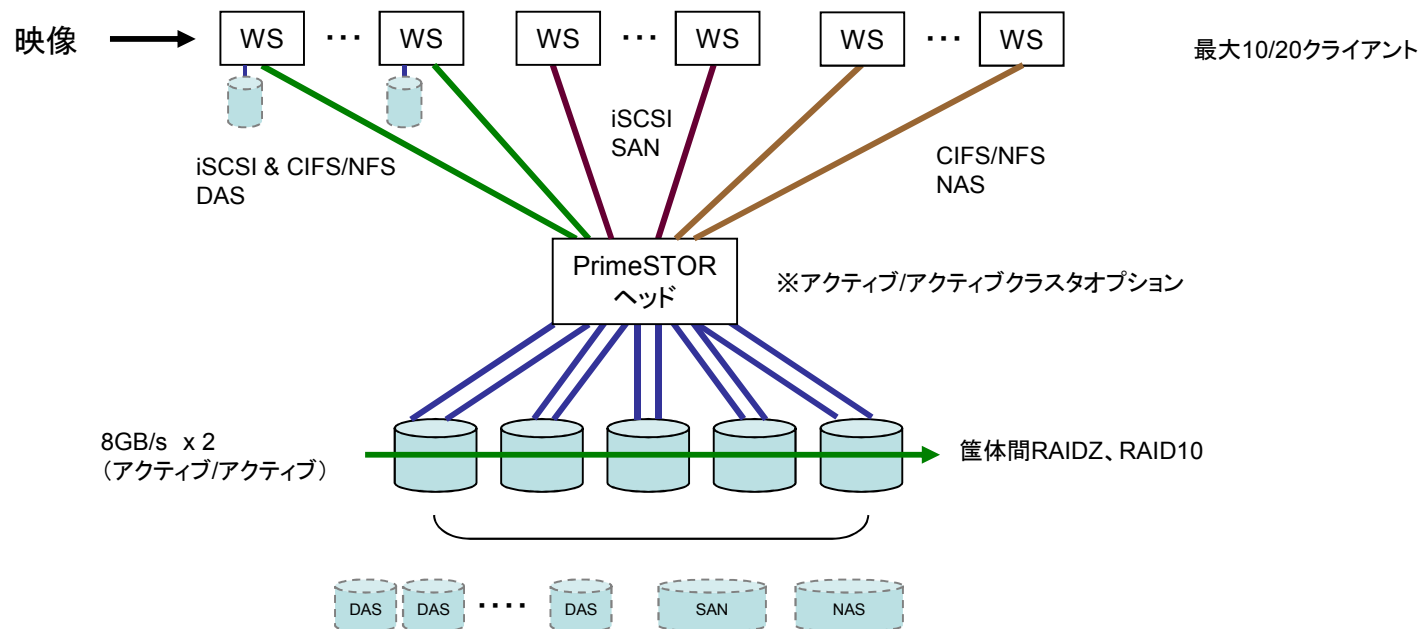 映像
WS
・・・
WS
WS
・・・
WS
WS
・・・
WS
最大10/20クライアント
iSCSI & CIFS/NFS
DAS
iSCSI
SAN
CIFS/NFS
NAS
PrimeSTOR
ヘッド
※アクティブ/アクティブクラスタオプション
8GB/s x 2
（アクティブ/アクティブ）
筐体間RAIDZ、RAID10
DAS
DAS
・・・・
DAS
SAN
NAS